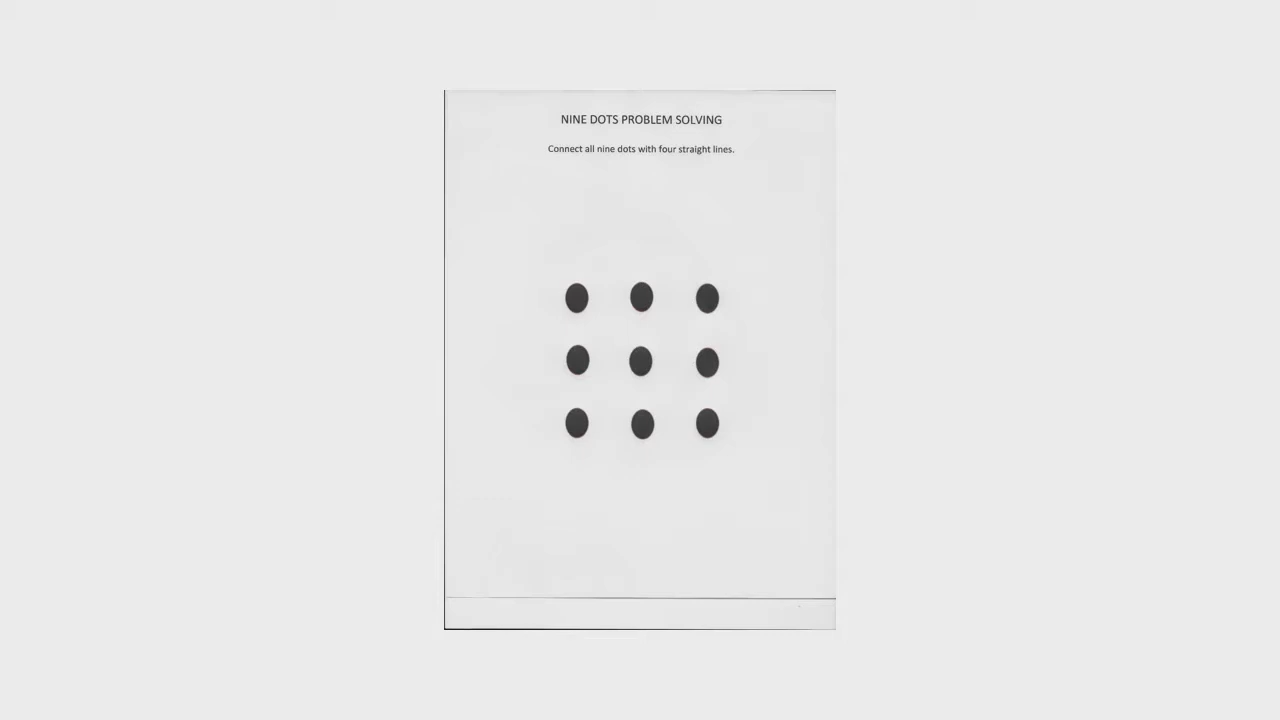 NINE DOTS PROBLEM SOLVING
Connect all nine dots with four straight lines.